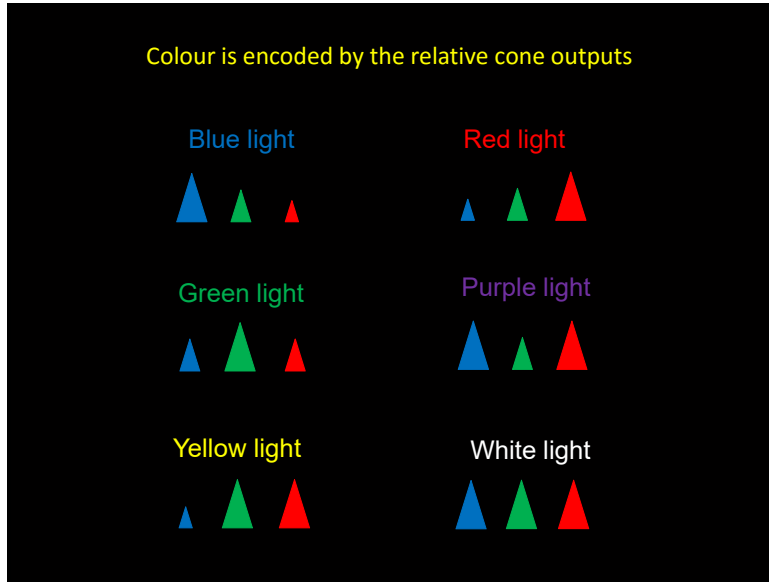 Colour is encoded by the relative cone outputs
Blue light
Red light
Green light
Purple light
Yellow light
White light